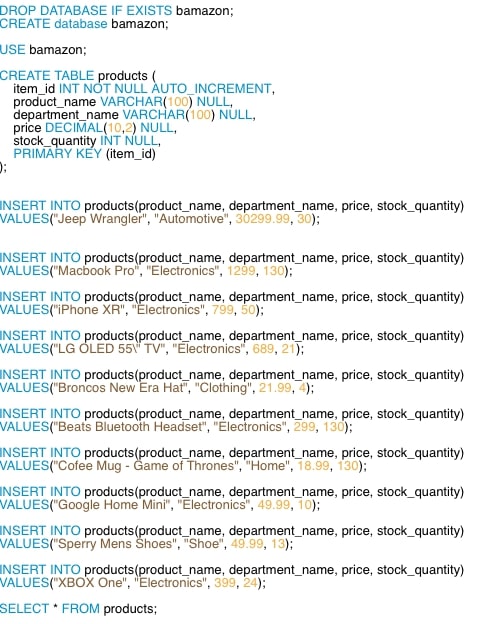 DROP DATABASE IF EXISTS bamazon;
CREATE database bamazon;
USE bamazon;
CREATE TABLE products (
item_id INT NOT NULL AUTO_INCREMENT,
product_name VARCHAR(100) NULL,
department_name VARCHAR(100) NULL,
price DECIMAL(10,2) NULL,
stock_quantity INT NULL,
PRIMARY KEY (item_id)
);
INSERT INTO products(product_name, department_name, price, stock_quantity)
VALUES("Jeep Wrangler", "Automotive", 30299.99, 30);
INSERT INTO products(product_name, department_name, price, stock_quantity)
VALUES("Macbook Pro", "Electronics", 1299, 130);
INSERT INTO products(product_name, department_name, price, stock_quantity)
VALUES("iPhone XR", "Electronics", 799, 50);
INSERT INTO products(product_name, department_name, price, stock_quantity)
VALUES("LG OLED 55\" TV", "Electronics", 689, 21);
INSERT INTO products(product_name, department_name, price, stock_quantity)
VALUES("Broncos New Era Hat", "Clothing", 21.99, 4);
INSERT INTO products(product_name, department_name, price, stock_quantity)
VALUES("Beats Bluetooth Headset", "Electronics", 299, 130);
INSERT INTO products(product_name, department_name, price, stock_quantity)
VALUES("Cofee Mug - Game of Thrones", "Home", 18.99, 130);
INSERT INTO products(product_name, department_name, price, stock_quantity)
VALUES("Google Home Mini", "Electronics", 49.99, 10);
INSERT INTO products(product_name, department_name, price, stock_quantity)
VALUES("Sperry Mens Shoes", "Shoe", 49.99, 13);
INSERT INTO products(product_name, department_name, price, stock_quantity)
VALUES("XBOX One", "Electronics", 399, 24);
SELECT * FROM products;